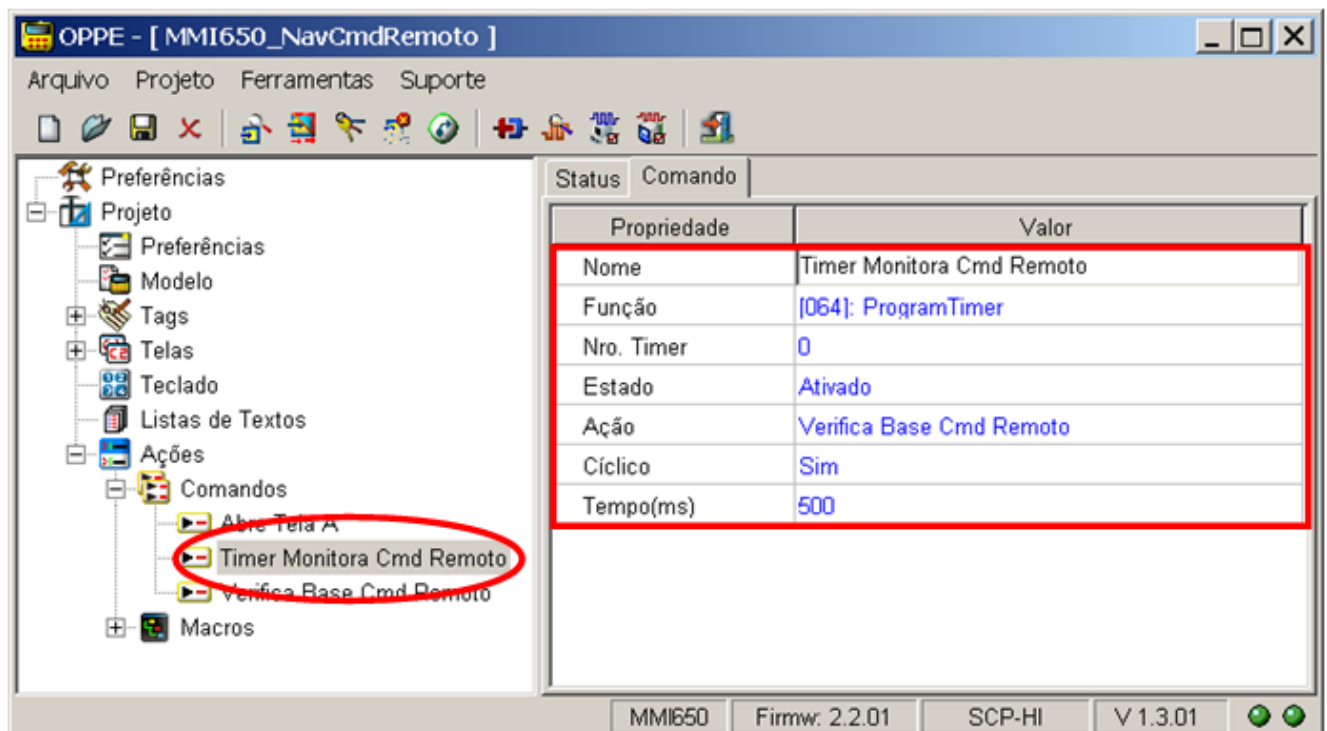 OPPE - [ MMI650_NavCmdRemoto ]
Arquivo Projeto Ferramentas Suporte
Preferências
Projeto
Preferências
Modelo
Tags
Telas
Teclado
Listas de Textos
Ações
Comandos
Abre Tela A
Timer Monitora Cmd Remoto
Verifica Base Cmd Remoto
Macros
Status Comando
Propriedade Valor
Nome Timer Monitora Cmd Remoto
Função [064]: ProgramTimer
Nro. Timer 0
Estado Ativado
Ação Verifica Base Cmd Remoto
Cíclico Sim
Tempo(ms) 500
MMI650 Firmw: 2.2.01 SCP-HI V 1.3.01